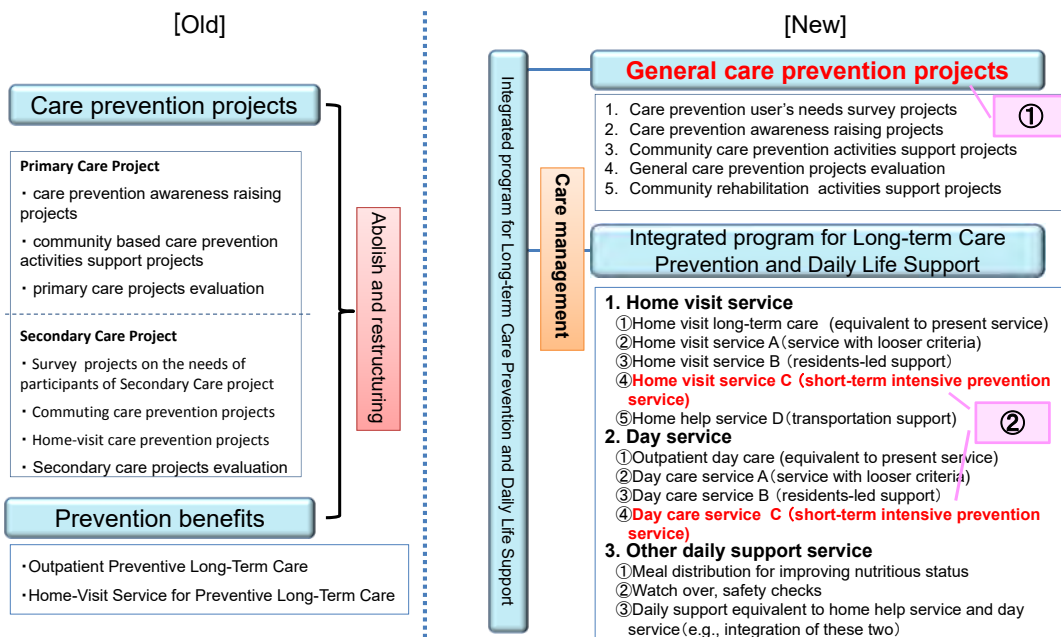 [Old]
Care prevention projects
Primary Care Project
・care prevention awareness raising
projects
・community based care prevention
activities support projects
・primary care projects evaluation
Secondary Care Project
・Survey projects on the needs of
participants of Secondary Care project
・Commuting care prevention projects
・Home-visit care prevention projects
・Secondary care projects evaluation
Abolish and restructuring
Prevention benefits
・Outpatient Preventive Long-Term Care
・Home-Visit Service for Preventive Long-Term Care
[New]
Integrated program for Long-term Care Prevention and Daily Life Support
Care management
General care prevention projects
1. Care prevention user's needs survey projects
2. Care prevention awareness raising projects
3. Community care prevention activities support projects
4. General care prevention projects evaluation
5. Community rehabilitation activities support projects
①
Integrated program for Long-term Care
Prevention and Daily Life Support
1. Home visit service
①Home visit long-term care (equivalent to present service)
②Home visit service A(service with looser criteria)
③Home visit service B (residents-led support)
④Home visit service C (short-term intensive prevention
service)
⑤Home help service D(transportation support)
②
2. Day service
①Outpatient day care (equivalent to present service)
②Day care service A(service with looser criteria)
③Day care service B (residents-led support)
④Day care service C (short-term intensive prevention
service)
3. Other daily support service
①Meal distribution for improving nutritious status
②Watch over, safety checks
③Daily support equivalent to home help service and day
service(e.g., integration of these two)